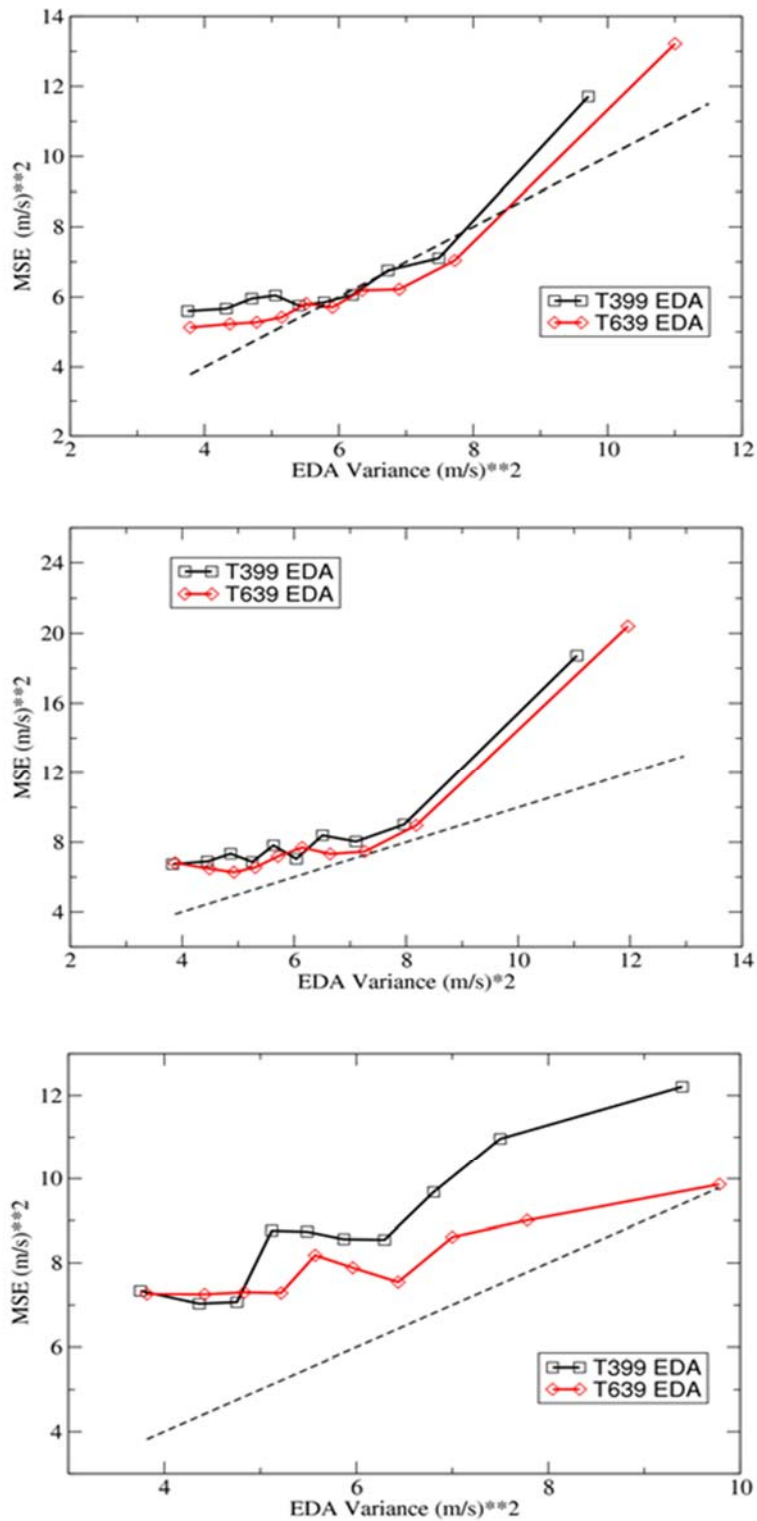 14
12
10
8
6
4
2
MSE (m/s)**2
T399 EDA
T639 EDA
2 4 6 8 10 12
EDA Variance (m/s)**2
24
20
16
12
8
4
MSE (m/s)**2
T399 EDA
T639 EDA
2 4 6 8 10 12 14
EDA Variance (m/s)*2
12
10
8
6
4
MSE (m/s)**2
T399 EDA
T639 EDA
4 6 8 10
EDA Variance (m/s)**2